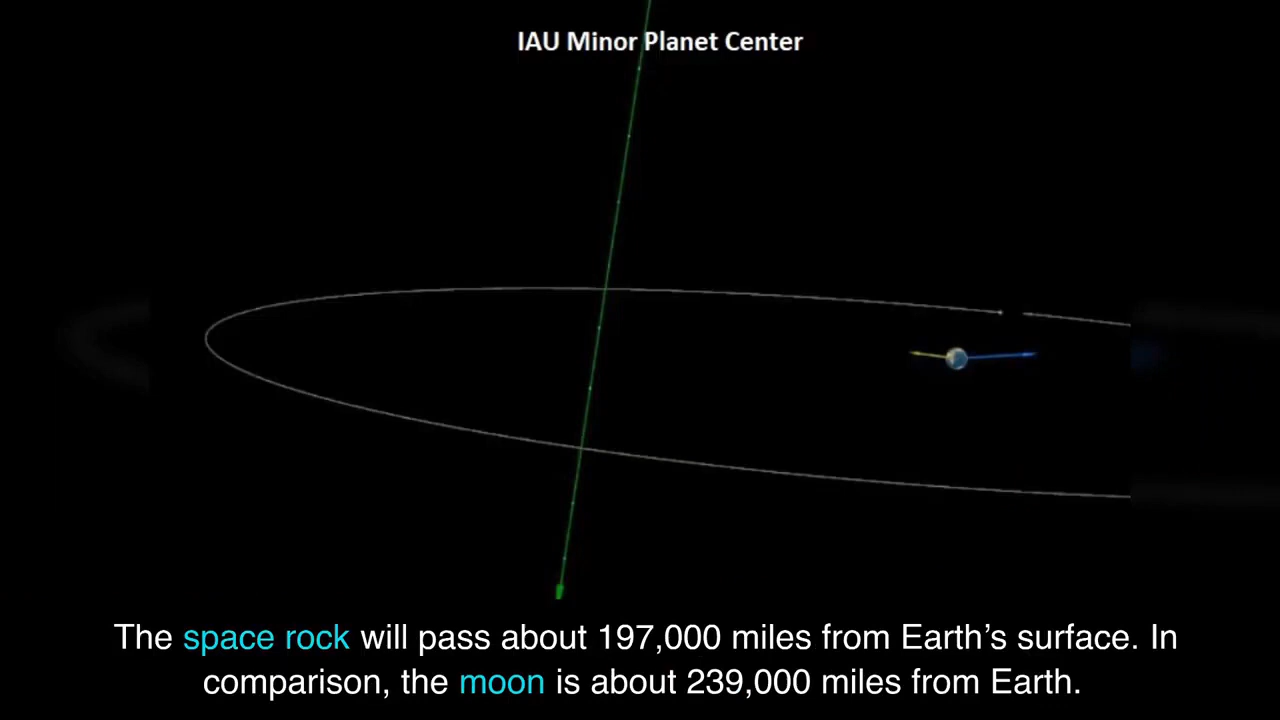 IAU Minor Planet Center
The space rock will pass about 197,000 miles from Earth’s surface. In
comparison, the moon is about 239,000 miles from Earth.